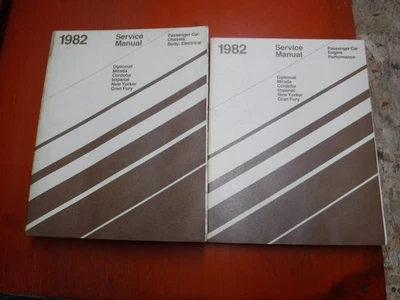 1982
Service
Manual
Passenger Car
Chassis,
Body, Electrical
Diplomat
Mirada
Cordoba
Imperial
New Yorker
Gran Fury
1982
Service
Manual
Passenger Car
Engine
Performance
Diplomat
Mirada
Cordoba
Imperial
New Yorker
Gran Fury